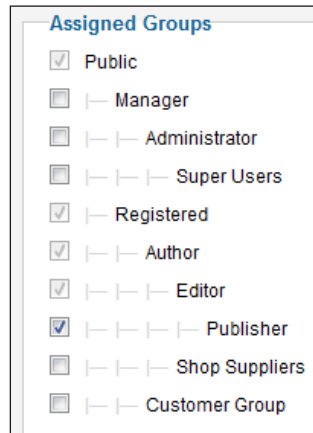 Assigned Groups
Public
|— Manager
|— |— Administrator
|— |— |— Super Users
|— Registered
|— |— Author
|— |— |— Editor
|— |— |— |— Publisher
|— |— |— Shop Suppliers
|— |— Customer Group